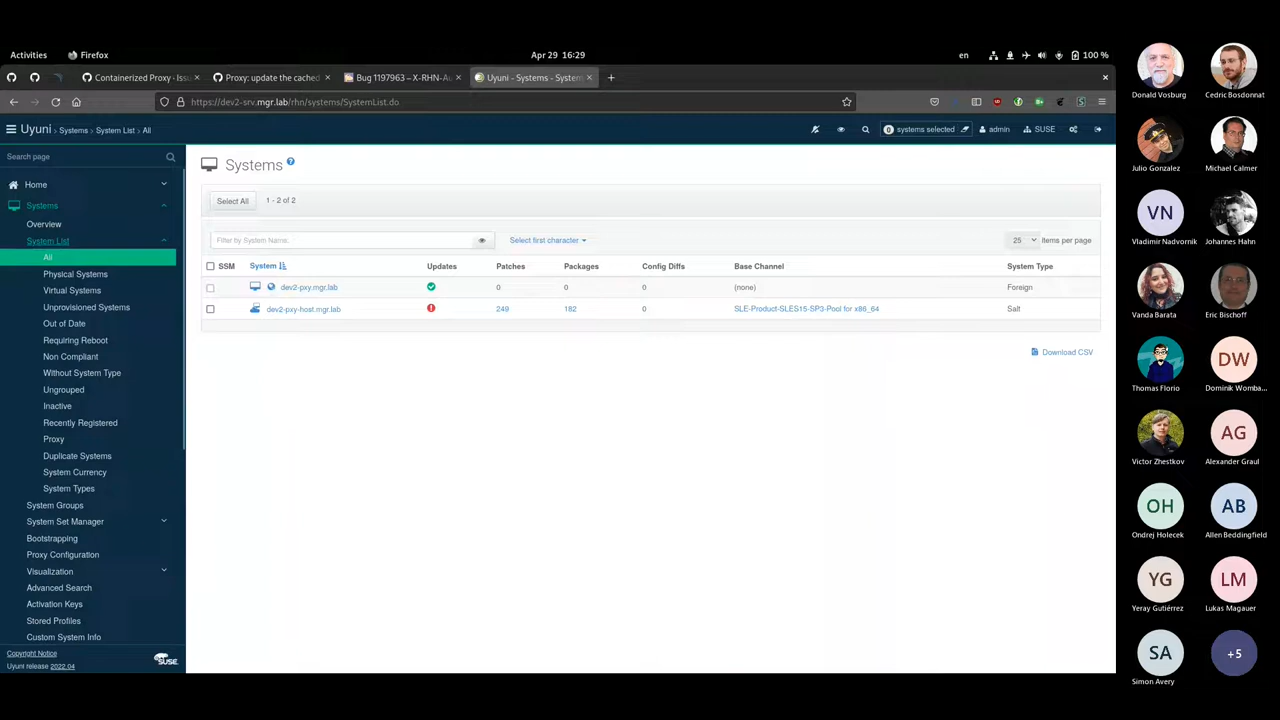 Activities
Firefox
Apr 29 16:29
en
100 %
Containerized Proxy · Issu
Proxy: update the cached
Bug 1197963 – X-RHN-Au
Uyuni - Systems - System
https://dev2-srv.mgr.lab/rhn/systems/SystemList.do
Uyuni > Systems > System List > All
0 systems selected
admin
SUSE
Search page
Home
Systems
Overview
System List
All
Physical Systems
Virtual Systems
Unprovisioned Systems
Out of Date
Requiring Reboot
Non Compliant
Without System Type
Ungrouped
Inactive
Recently Registered
Proxy
Duplicate Systems
System Currency
System Types
System Groups
System Set Manager
Bootstrapping
Proxy Configuration
Visualization
Advanced Search
Activation Keys
Stored Profiles
Custom System Info
Copyright Notice
Uyuni release 2022.04
SUSE
Systems
Select All
1 - 2 of 2
Filter by System Name:
Select first character
25 items per page
SSM System Updates Patches Packages Config Diffs Base Channel System Type
dev2-pxy.mgr.lab 0 0 0 (none) Foreign
dev2-pxy-host.mgr.lab 249 182 0 SLE-Product-SLES15-SP3-Pool for x86_64 Salt
Download CSV
Donald Vosburg
Cedric Bosdonnat
Julio Gonzalez
Michael Calmer
VN
Vladimir Nadvornik
Johannes Hahn
Vanda Barata
Eric Bischoff
Thomas Florio
DW
Dominik Womba...
Victor Zhestkov
AG
Alexander Graul
OH
Ondrej Holecek
AB
Allen Beddingfield
YG
Yeray Gutiérrez
LM
Lukas Magauer
SA
Simon Avery
+5